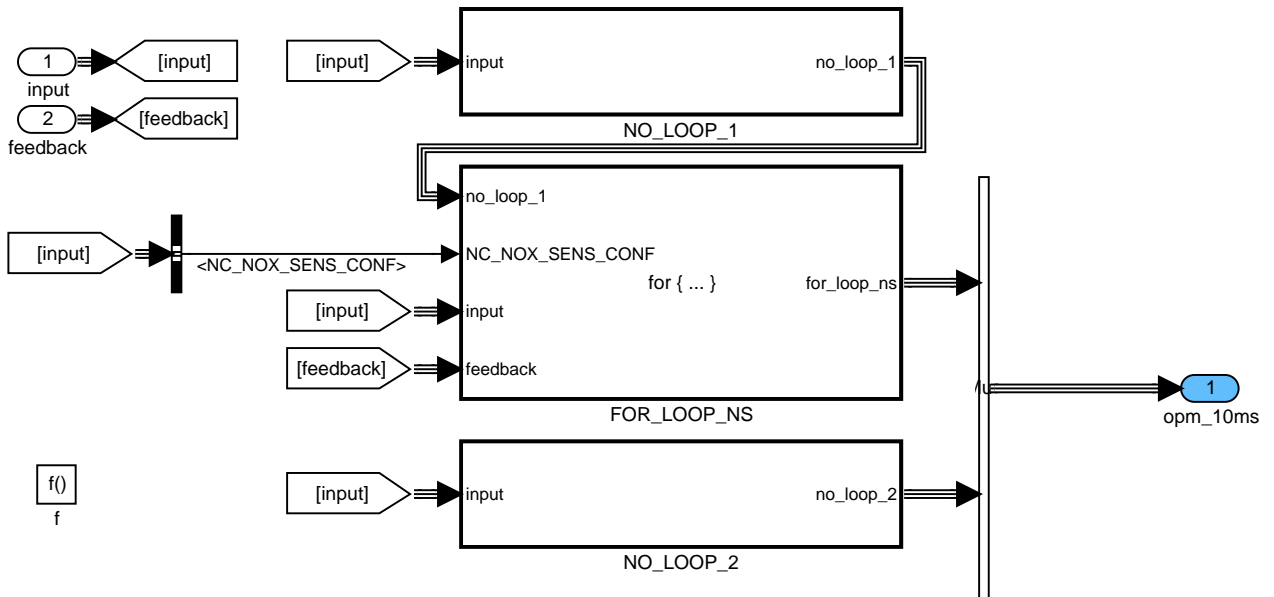 1
[input]
input
2
[feedback]
feedback
[input]
input
no_loop_1
NO_LOOP_1
no_loop_1
[input]
<NC_NOX_SENS_CONF>
NC_NOX_SENS_CONF
for { ... }
for_loop_ns
[input]
input
[feedback]
feedback
FOR_LOOP_NS
1
opm_10ms
f()
f
[input]
input
no_loop_2
NO_LOOP_2